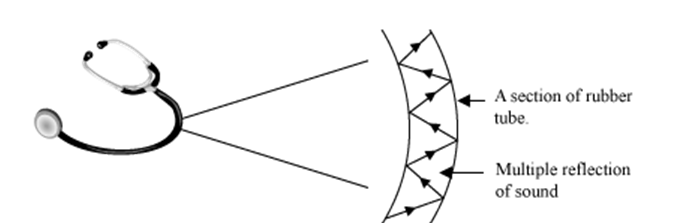 A section of rubber
tube.
Multiple reflection
of sound